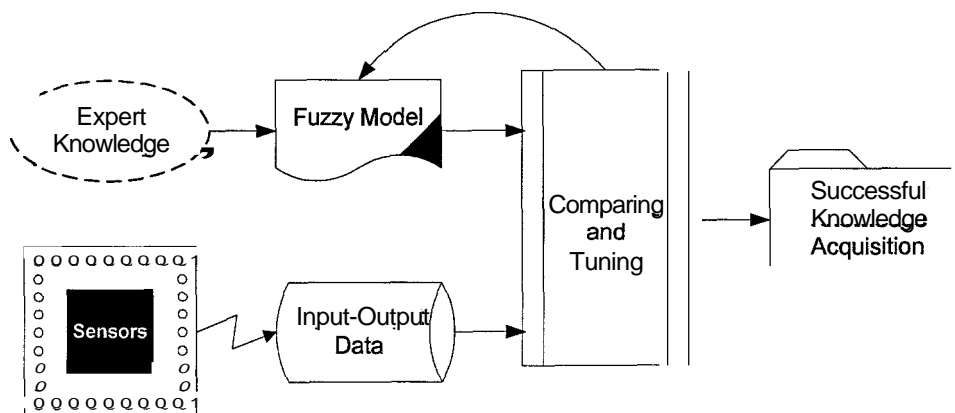 Expert
Knowledge
Fuzzy Model
Comparing
and
Tuning
Successful
Knowledge
Acquisition
Sensors
Input-Output
Data